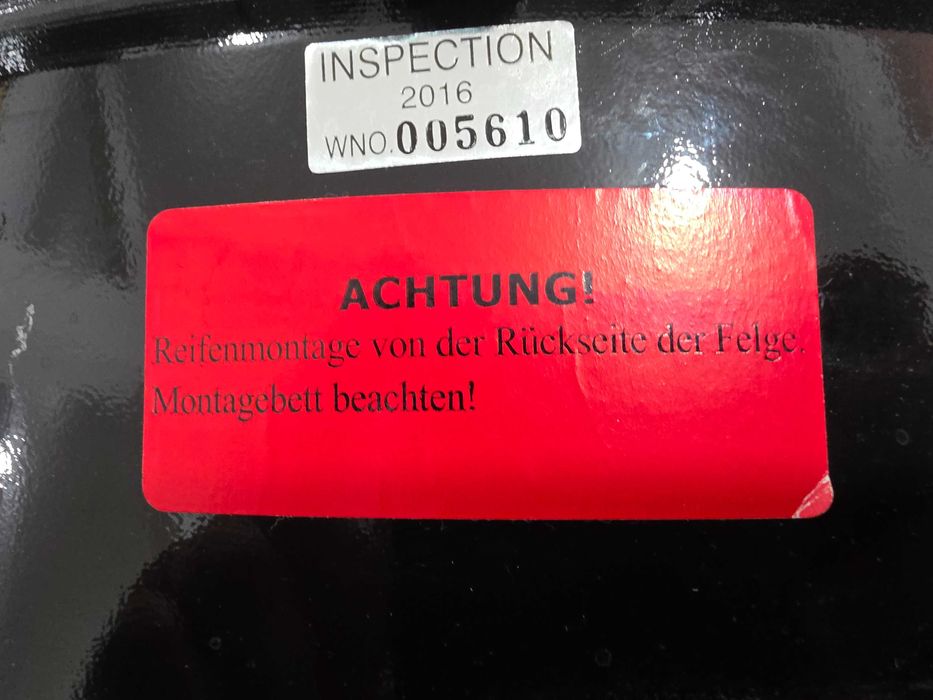 INSPECTION
2016
WNO.005610
ACHTUNG!
Reifenmontage von der Rückseite der Felge.
Montagebett beachten!